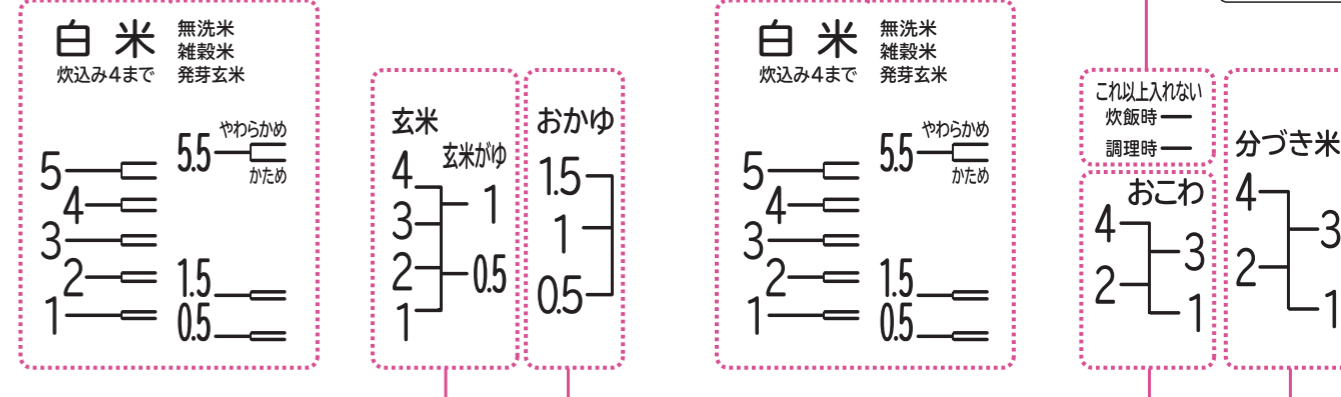 白米 無洗米
雑穀米
炊込み4まで 発芽玄米
5.5 やわらかめ
かため
5
4
3
2
1
1.5
0.5
玄米
玄米がゆ
4
3
2
1
1
0.5
おかゆ
1.5
1
0.5
白米 無洗米
雑穀米
炊込み4まで 発芽玄米
5.5 やわらかめ
かため
5
4
3
2
1
1.5
0.5
これ以上入れない
炊飯時
調理時
おこわ
4
3
2
1
分づき米
4
3
2
1